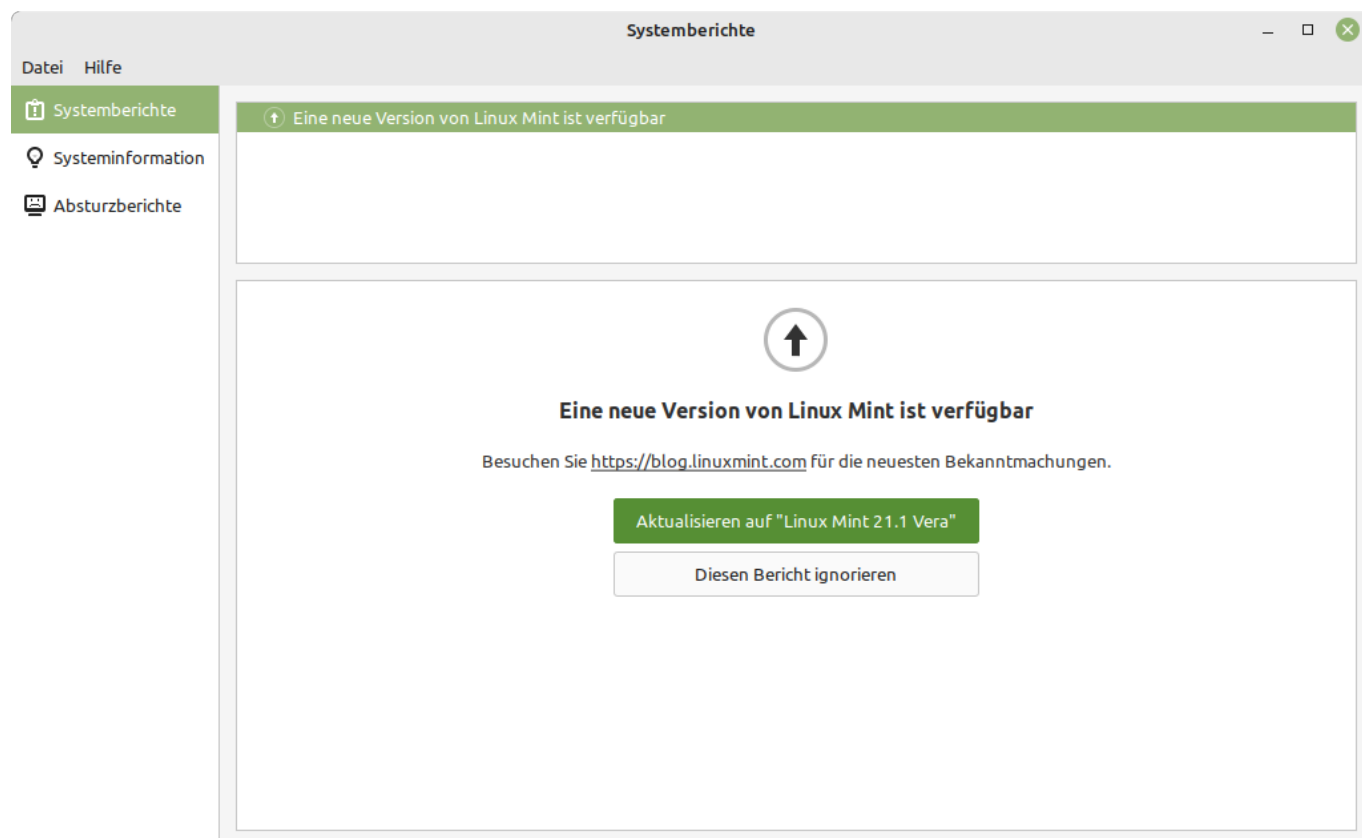 Systemberichte
Datei Hilfe
Systemberichte
Systeminformation
Absturzberichte
Eine neue Version von Linux Mint ist verfügbar
Eine neue Version von Linux Mint ist verfügbar
Besuchen Sie https://blog.linuxmint.com für die neuesten Bekanntmachungen.
Aktualisieren auf "Linux Mint 21.1 Vera"
Diesen Bericht ignorieren